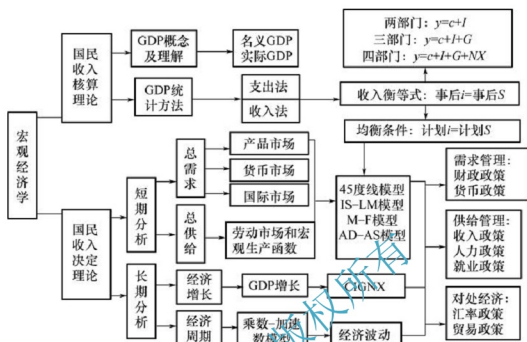 宏观经济学
国民
收入
核算
理论
GDP概念
及理解
名义GDP
实际GDP
GDP统
计方法
支出法
收入法
两部门：y=c+I
三部门：y=c+I+G
四部门：y=c+I+G+NX
收入衡等式：事后i=事后S
均衡条件：计划i=计划S
国民
收入
决定
理论
短期分析
总需求
产品市场
货币市场
国际市场
总供给
劳动市场和宏
观生产函数
45度线模型
IS-LM模型
M-F模型
AD-AS模型
需求管理：
财政政策
货币政策
供给管理：
收入政策
人力政策
就业政策
对处经济：
汇率政策
贸易政策
长期分析
经济
增长
GDP增长
CIGNX
经济
周期
乘数-加速
数模型
经济波动
版权所有